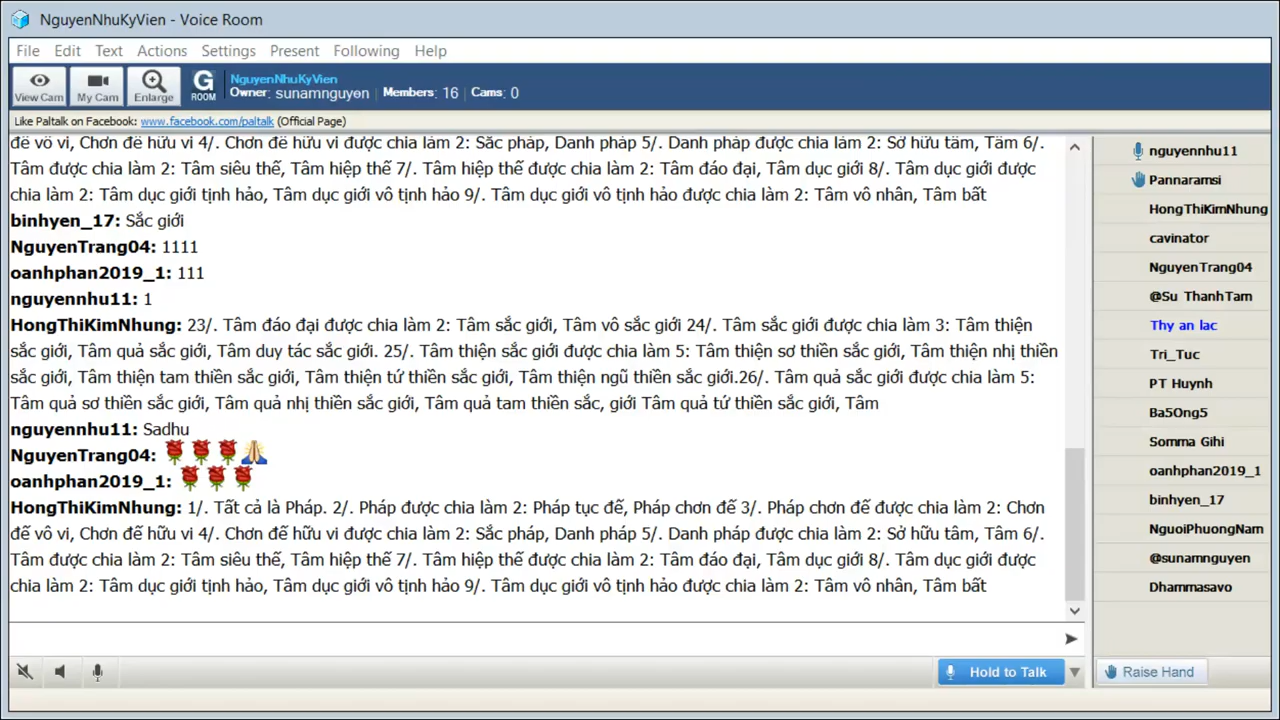 NguyenNhuKyVien - Voice Room
File Edit Text Actions Settings Present Following Help
View Cam My Cam Enlarge G ROOM
NguyenNhuKyVien
Owner: sunamnguyen Members: 16 Cams: 0
Like Paltalk on Facebook: www.facebook.com/paltalk (Official Page)
đế vô vi, Chơn đế hữu vi 4/. Chơn đế hữu vi được chia làm 2: Sắc pháp, Danh pháp 5/. Danh pháp được chia làm 2: Sở hữu tâm, Tâm 6/.
Tâm được chia làm 2: Tâm siêu thế, Tâm hiệp thế 7/. Tâm hiệp thế được chia làm 2: Tâm đáo đại, Tâm dục giới 8/. Tâm dục giới được
chia làm 2: Tâm dục giới tịnh hảo, Tâm dục giới vô tịnh hảo 9/. Tâm dục giới vô tịnh hảo được chia làm 2: Tâm vô nhân, Tâm bất
binhyen_17: Sắc giới
NguyenTrang04: 1111
oanhphan2019_1: 111
nguyennhu11: 1
HongThiKimNhung: 23/. Tâm đáo đại được chia làm 2: Tâm sắc giới, Tâm vô sắc giới 24/. Tâm sắc giới được chia làm 3: Tâm thiện
sắc giới, Tâm quả sắc giới, Tâm duy tác sắc giới. 25/. Tâm thiện sắc giới được chia làm 5: Tâm thiện sơ thiền sắc giới, Tâm thiện nhị thiền
sắc giới, Tâm thiện tam thiền sắc giới, Tâm thiện tứ thiền sắc giới, Tâm thiện ngũ thiền sắc giới.26/. Tâm quả sắc giới được chia làm 5:
Tâm quả sơ thiền sắc giới, Tâm quả nhị thiền sắc giới, Tâm quả tam thiền sắc, giới Tâm quả tứ thiền sắc giới, Tâm
nguyennhu11: Sadhu
NguyenTrang04:
oanhphan2019_1:
HongThiKimNhung: 1/. Tất cả là Pháp. 2/. Pháp được chia làm 2: Pháp tục đế, Pháp chơn đế 3/. Pháp chơn đế được chia làm 2: Chơn
đế vô vi, Chơn đế hữu vi 4/. Chơn đế hữu vi được chia làm 2: Sắc pháp, Danh pháp 5/. Danh pháp được chia làm 2: Sở hữu tâm, Tâm 6/.
Tâm được chia làm 2: Tâm siêu thế, Tâm hiệp thế 7/. Tâm hiệp thế được chia làm 2: Tâm đáo đại, Tâm dục giới 8/. Tâm dục giới được
chia làm 2: Tâm dục giới tịnh hảo, Tâm dục giới vô tịnh hảo 9/. Tâm dục giới vô tịnh hảo được chia làm 2: Tâm vô nhân, Tâm bất
nguyennhu11
Pannaramsi
HongThiKimNhung
cavinator
NguyenTrang04
@Su ThanhTam
Thy an lac
Tri_Tuc
PT Huynh
Ba5Ong5
Somma Gihi
oanhphan2019_1
binhyen_17
NguoiPhuongNam
@sunamnguyen
Dhammasavo
Hold to Talk
Raise Hand